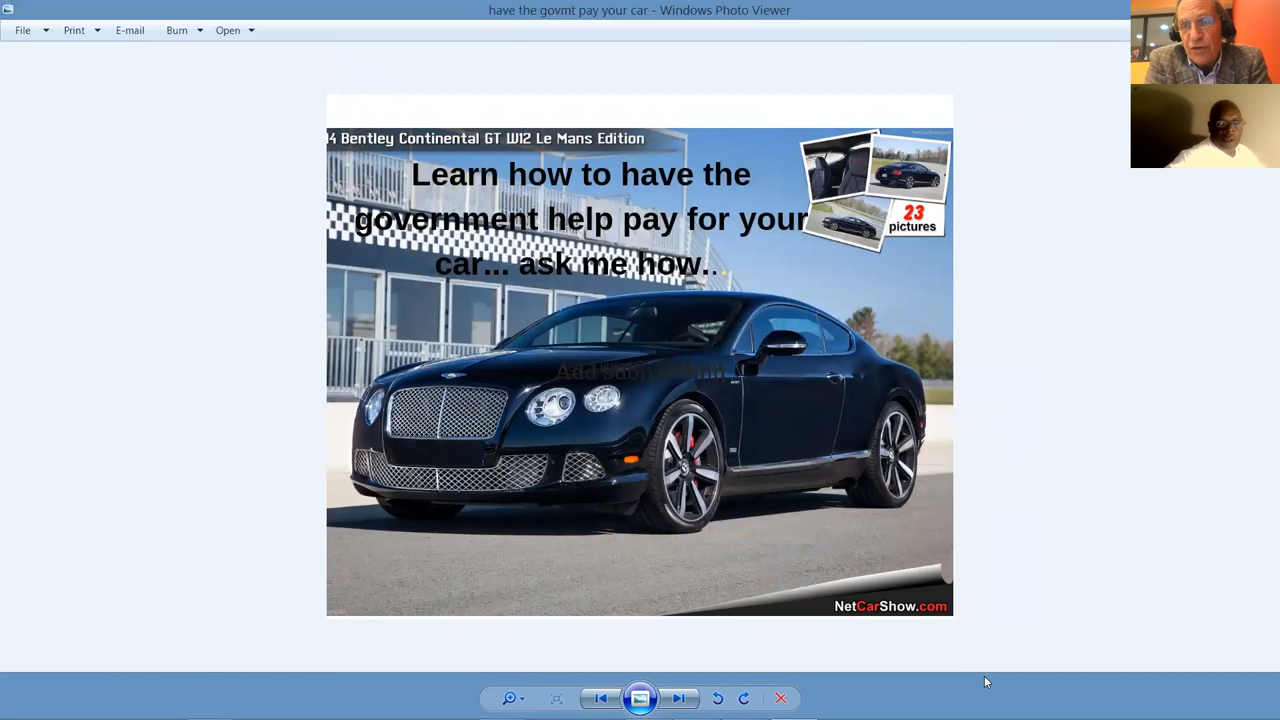 have the govmt pay your car - Windows Photo Viewer
File Print E-mail Burn Open
14 Bentley Continental GT W12 Le Mans Edition
Learn how to have the
government help pay for your
car... ask me how...
23
pictures
NetCarShow.com